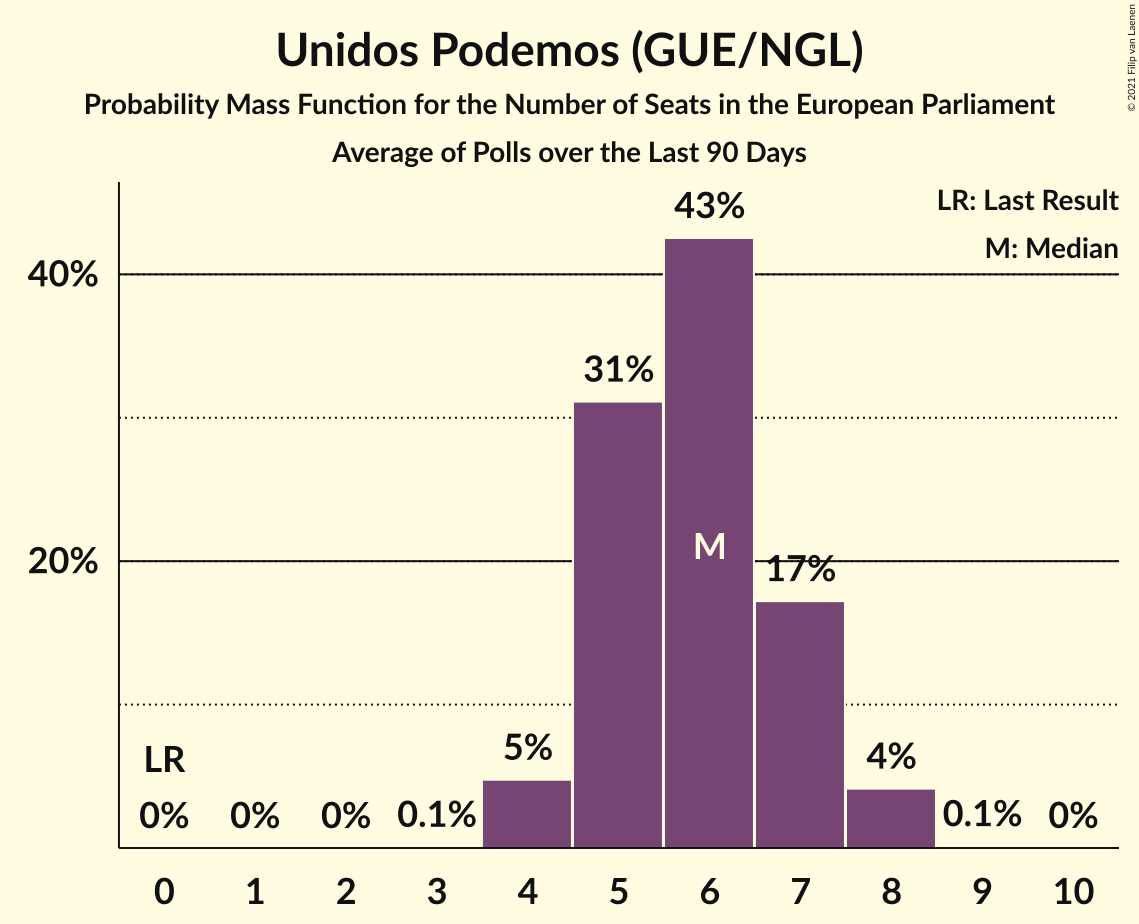 Unidos Podemos (GUE/NGL)
Probability Mass Function for the Number of Seats in the European Parliament
Average of Polls over the Last 90 Days
© 2021 Filip van Laenen
LR: Last Result
M: Median
43%
40%
31%
M
20%
17%
LR
5%
4%
0% 0% 0% 0.1% 0.1% 0%
0 1 2 3 4 5 6 7 8 9 10